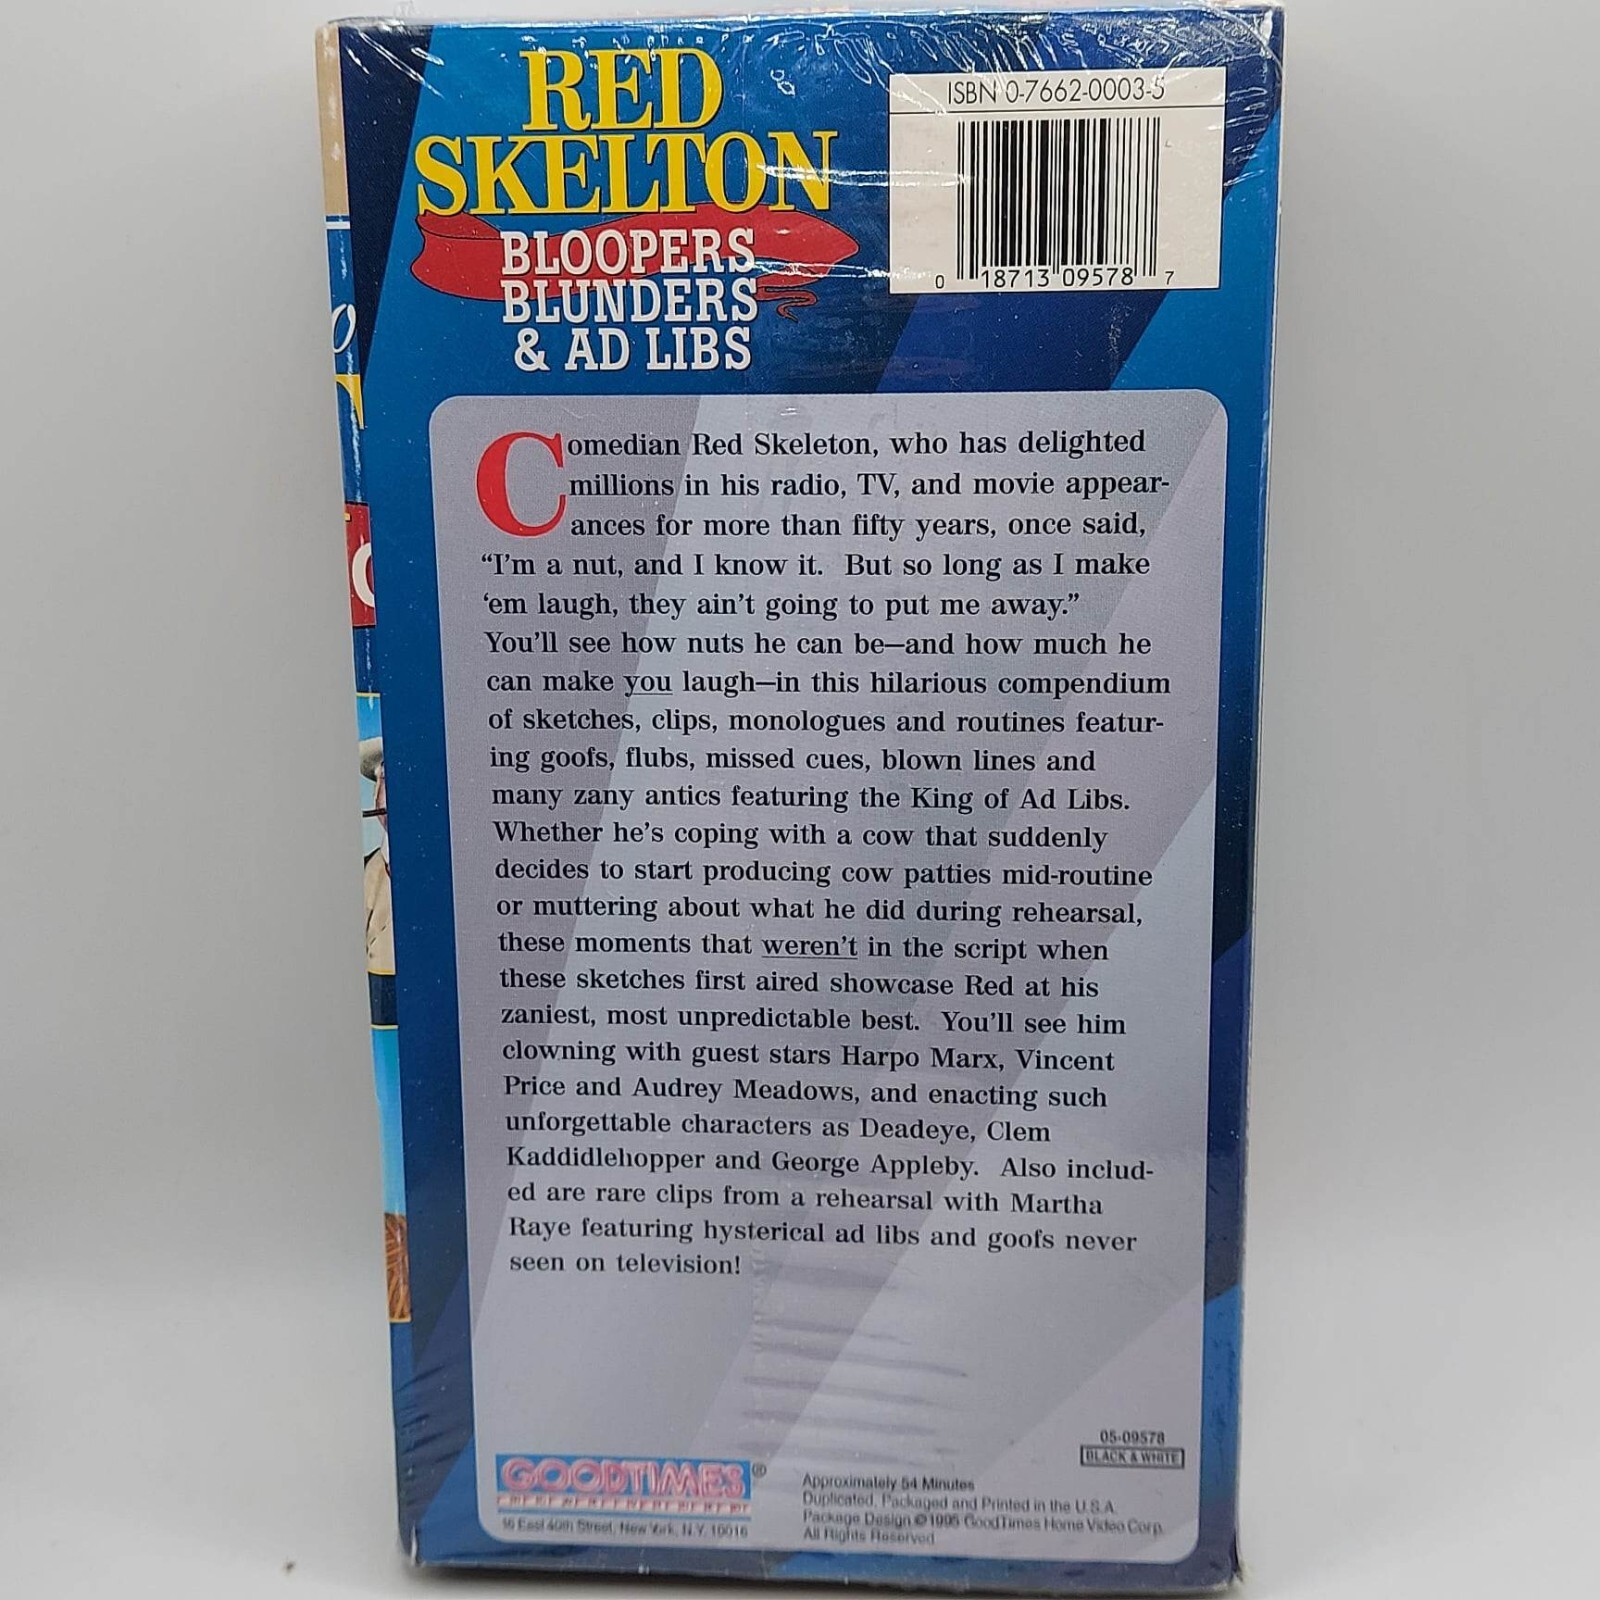 RED
SKELTON
BLOOPERS
BLUNDERS
& AD LIBS
ISBN 0-7662-0003-5
0 18713 09578 7
Comedian Red Skeleton, who has delighted
millions in his radio, TV, and movie appear-
ances for more than fifty years, once said,
“I'm a nut, and I know it. But so long as I make
‘em laugh, they ain't going to put me away.”
You'll see how nuts he can be—and how much he
can make you laugh—in this hilarious compendium
of sketches, clips, monologues and routines featur-
ing goofs, flubs, missed cues, blown lines and
many zany antics featuring the King of Ad Libs.
Whether he's coping with a cow that suddenly
decides to start producing cow patties mid-routine
or muttering about what he did during rehearsal,
these moments that weren't in the script when
these sketches first aired showcase Red at his
zaniest, most unpredictable best. You'll see him
clowning with guest stars Harpo Marx, Vincent
Price and Audrey Meadows, and enacting such
unforgettable characters as Deadeye, Clem
Kaddidlehopper and George Appleby. Also includ-
ed are rare clips from a rehearsal with Martha
Raye featuring hysterical ad libs and goofs never
seen on television!
05-09578
BLACK & WHITE
GOODTIMES®
16 East 40th Street, New York, N.Y. 10016
Approximately 54 Minutes
Duplicated, Packaged and Printed in the U.S.A.
Package Design ©1995 GoodTimes Home Video Corp.
All Rights Reserved